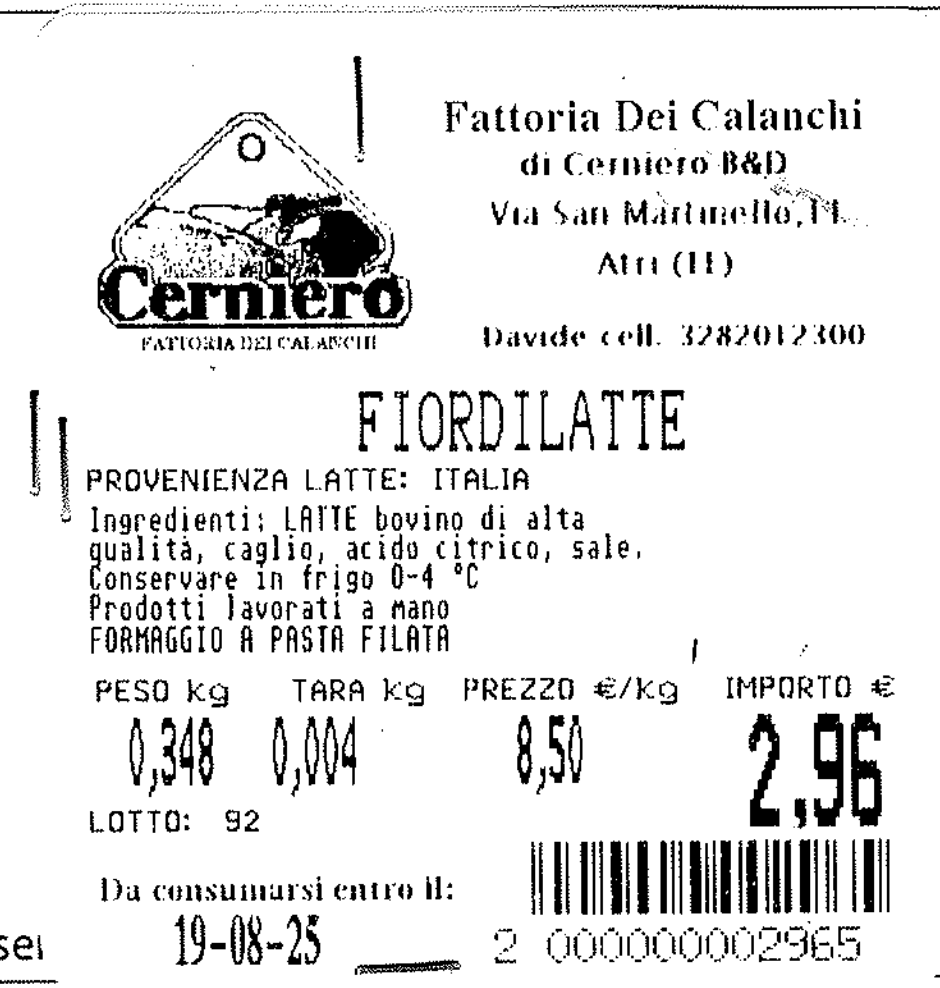 Fattoria Dei Calanchi
di Cerniero B&D
Via San Martinello,
Atri (TE)
Davide cell. 3282012300
Cerniero
FATTORIA DEI CALANCHI
FIORDILATTE
PROVENIENZA LATTE: ITALIA
Ingredienti: LATTE bovino di alta
qualità, caglio, acido citrico, sale.
Conservare in frigo 0-4 °C
Prodotti lavorati a mano
FORMAGGIO A PASTA FILATA
PESO kg TARA kg PREZZO €/kg IMPORTO €
0,348 0,004 8,50 2,96
LOTTO: 92
Da consumarsi entro il:
19-08-25
2 000000002965